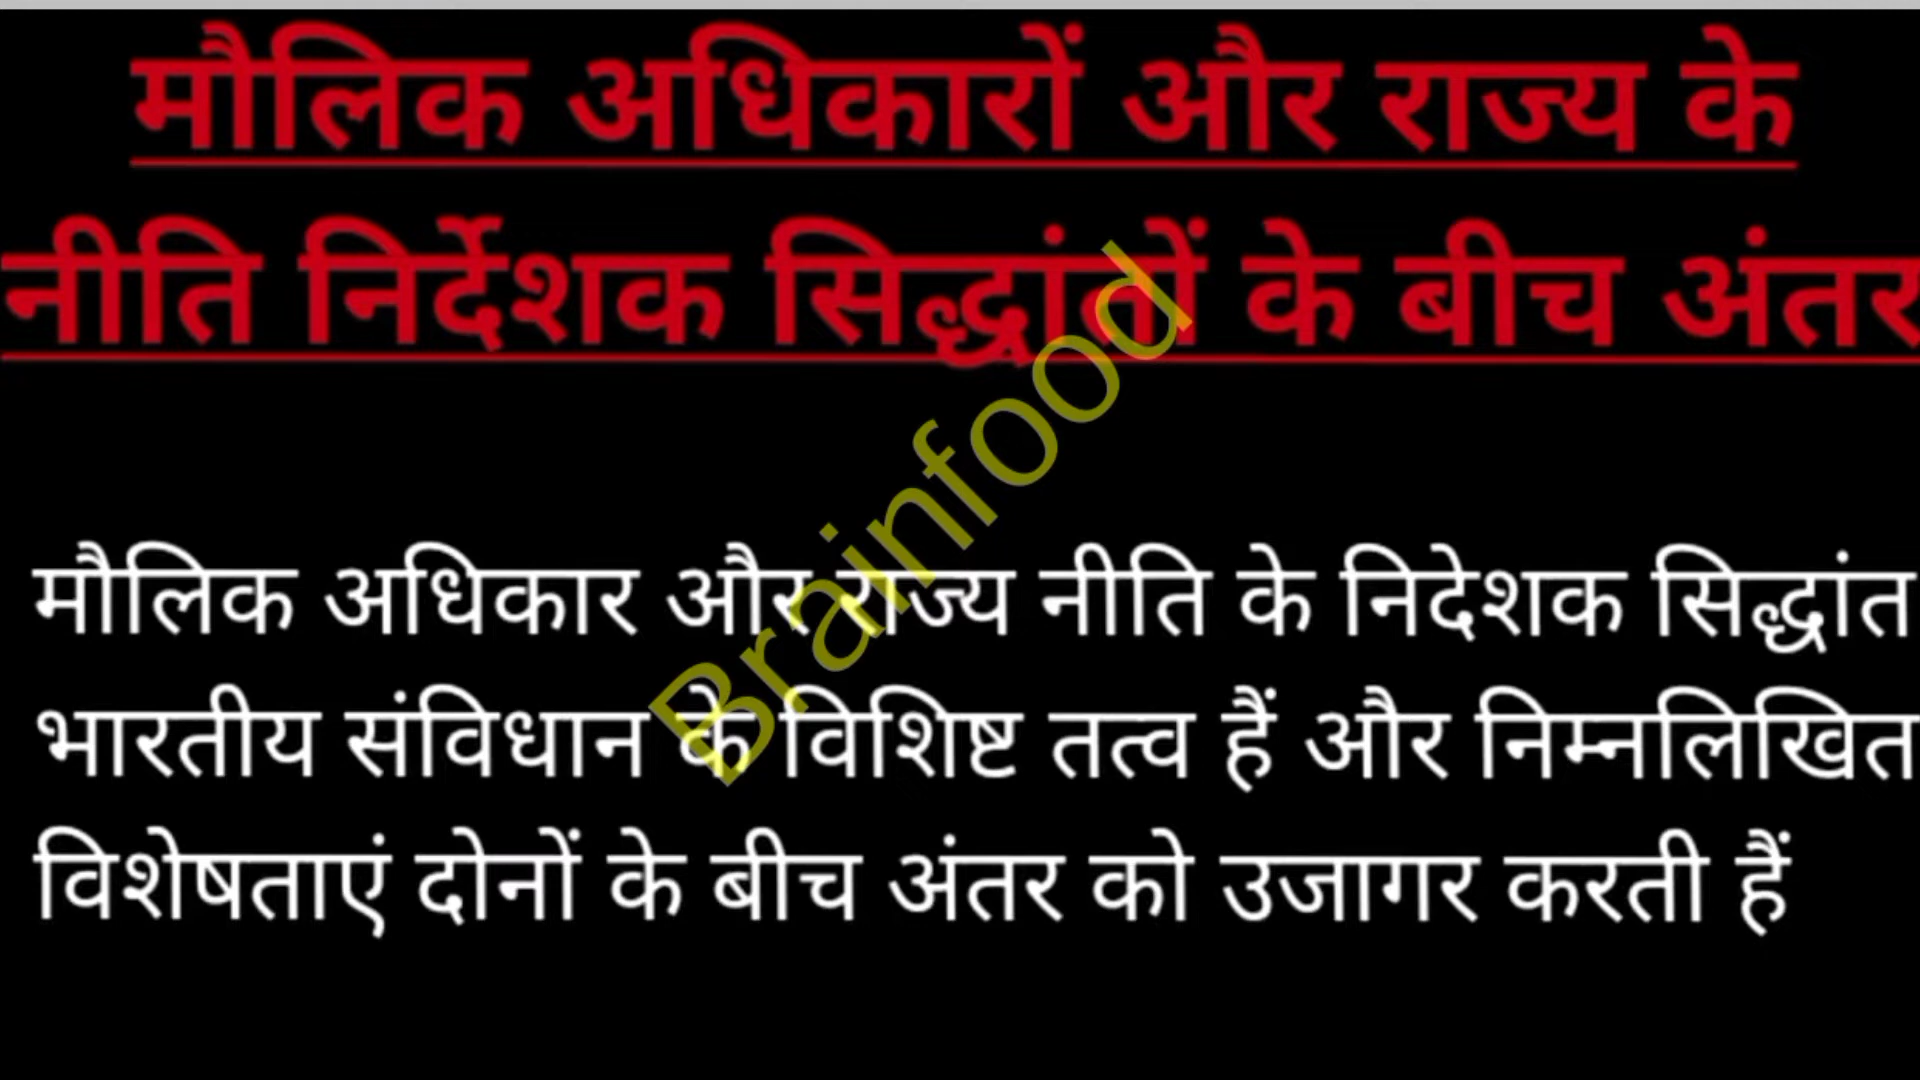 मौलिक अधिकारों और राज्य के
नीति निर्देशक सिद्धांतों के बीच अंतर
मौलिक अधिकार और राज्य नीति के निदेशक सिद्धांत
भारतीय संविधान के विशिष्ट तत्व हैं और निम्नलिखित
विशेषताएं दोनों के बीच अंतर को उजागर करती हैं
Brainfood